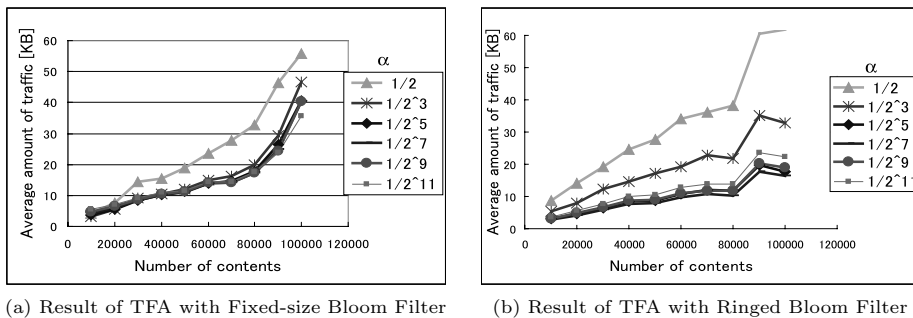 Average amount of traffic [KB]
60
50
40
30
20
10
0
0 20000 40000 60000 80000 100000 120000
Number of contents
α
1/2
1/2^3
1/2^5
1/2^7
1/2^9
1/2^11
(a) Result of TFA with Fixed-size Bloom Filter
Average amount of traffic [KB]
60
50
40
30
20
10
0
0 20000 40000 60000 80000 100000 120000
Number of contents
α
1/2
1/2^3
1/2^5
1/2^7
1/2^9
1/2^11
(b) Result of TFA with Ringed Bloom Filter